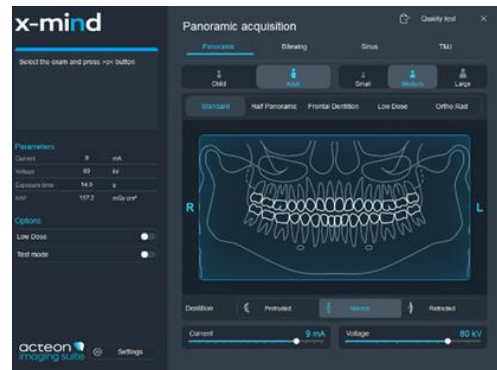 x-mind
Select the exam and press >o< button
Parameters
Current 9 mA
Voltage 80 kV
Exposure time 14.0 s
KAP 107.2 mGy cm²
Options
Low Dose
Test mode
acteon
imaging suite
Settings
Panoramic acquisition
Quality test
Panoramic Bitewing Sinus TMJ
Child Adult Small Medium Large
Standard Half Panoramic Frontal Dentition Low Dose Ortho Rad
R L
Dentition Protruded Normal Retruded
Current 9 mA Voltage 80 kV